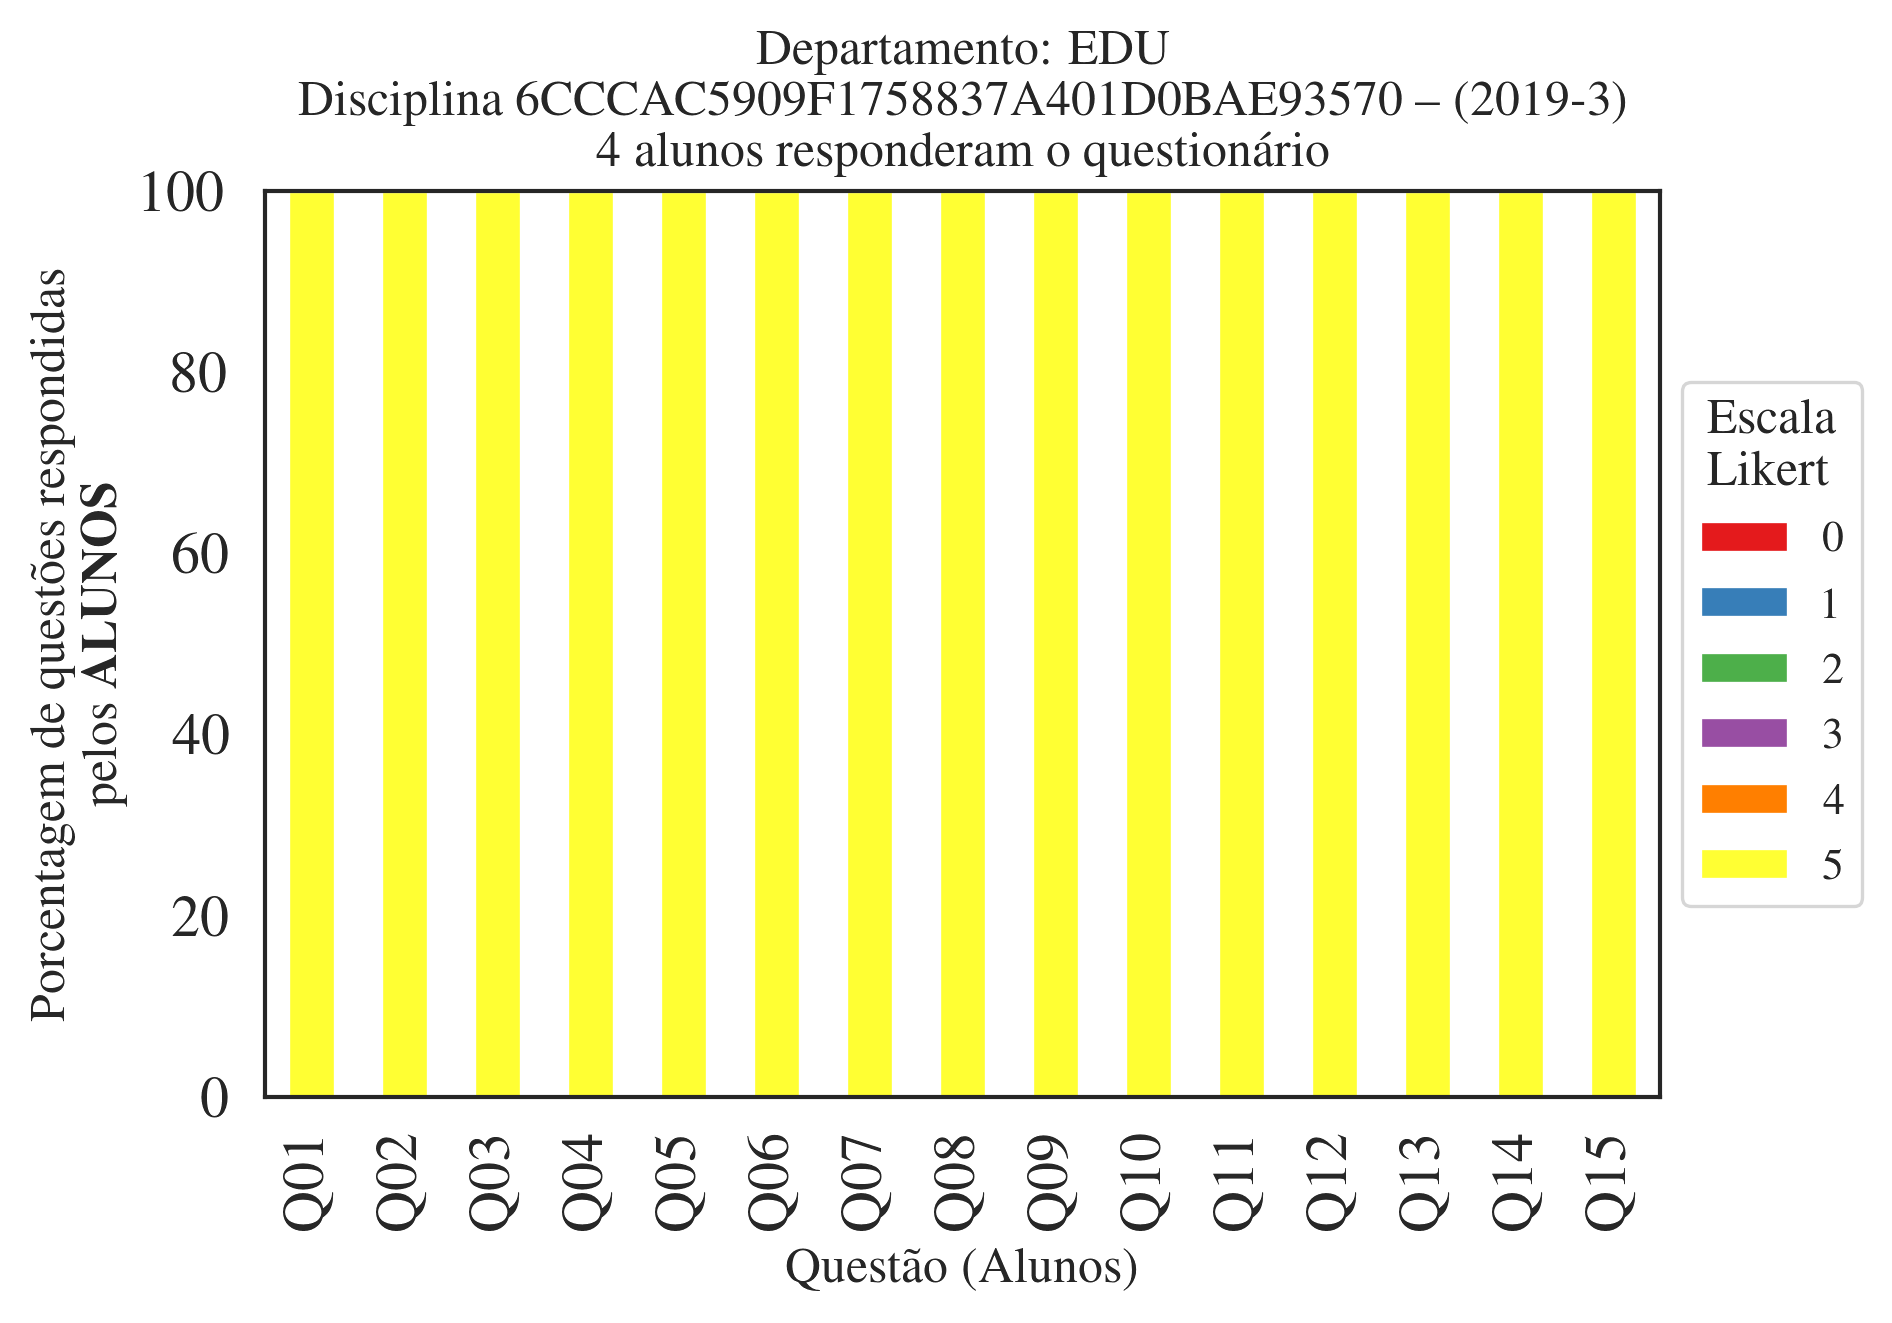 Departamento: EDU
Disciplina 6CCCAC5909F1758837A401D0BAE93570 – (2019-3)
4 alunos responderam o questionário
Porcentagem de questões respondidas
pelos ALUNOS
100
80
60
40
20
0
Q01
Q02
Q03
Q04
Q05
Q06
Q07
Q08
Q09
Q10
Q11
Q12
Q13
Q14
Q15
Questão (Alunos)
Escala
Likert
0
1
2
3
4
5